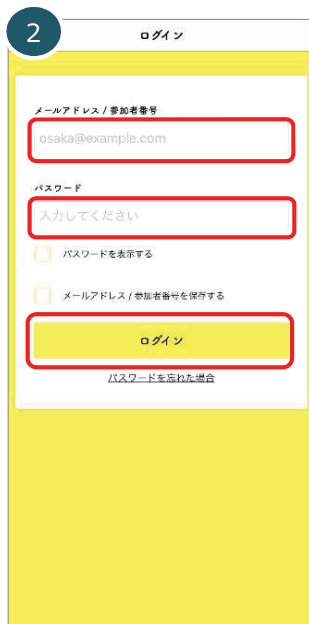 2
ログイン
メールアドレス / 参加者番号
osaka@example.com
パスワード
入力してください
パスワードを表示する
メールアドレス / 参加者番号を保存する
ログイン
パスワードを忘れた場合